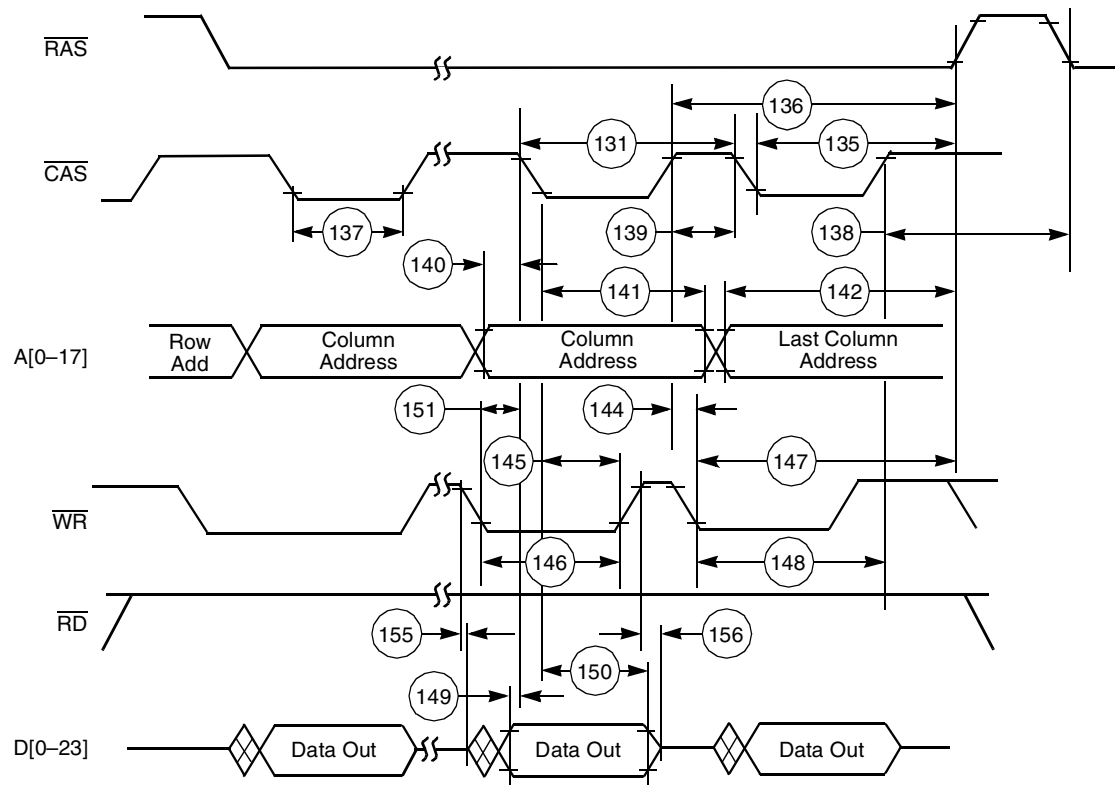 RAS
136
131
135
CAS
137
139
138
140
141
142
A[0–17]
Row
Add
Column
Address
Column
Address
Last Column
Address
151
144
145
147
WR
146
148
RD
155
156
150
149
D[0–23]
Data Out
Data Out
Data Out